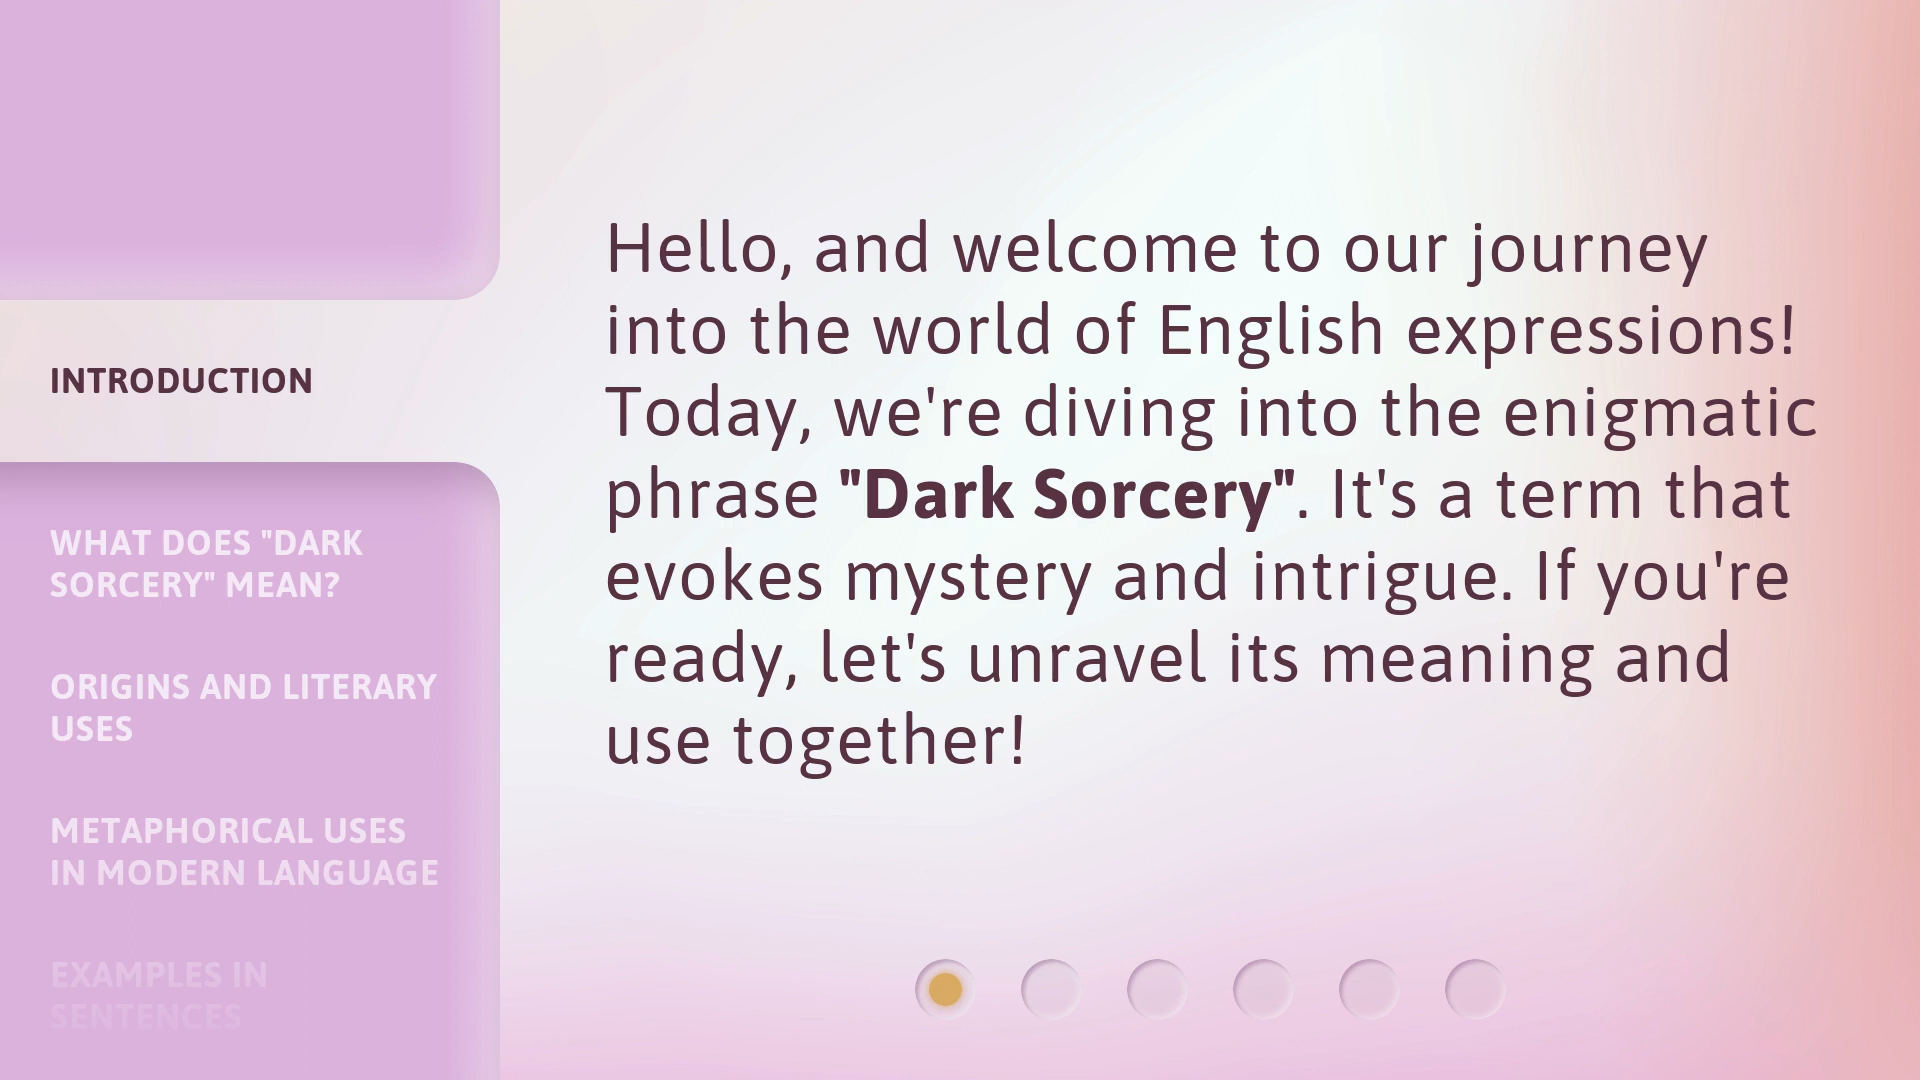 INTRODUCTION
WHAT DOES "DARK
SORCERY" MEAN?
ORIGINS AND LITERARY
USES
METAPHORICAL USES
IN MODERN LANGUAGE
EXAMPLES IN
SENTENCES
Hello, and welcome to our journey
into the world of English expressions!
Today, we're diving into the enigmatic
phrase "Dark Sorcery". It's a term that
evokes mystery and intrigue. If you're
ready, let's unravel its meaning and
use together!